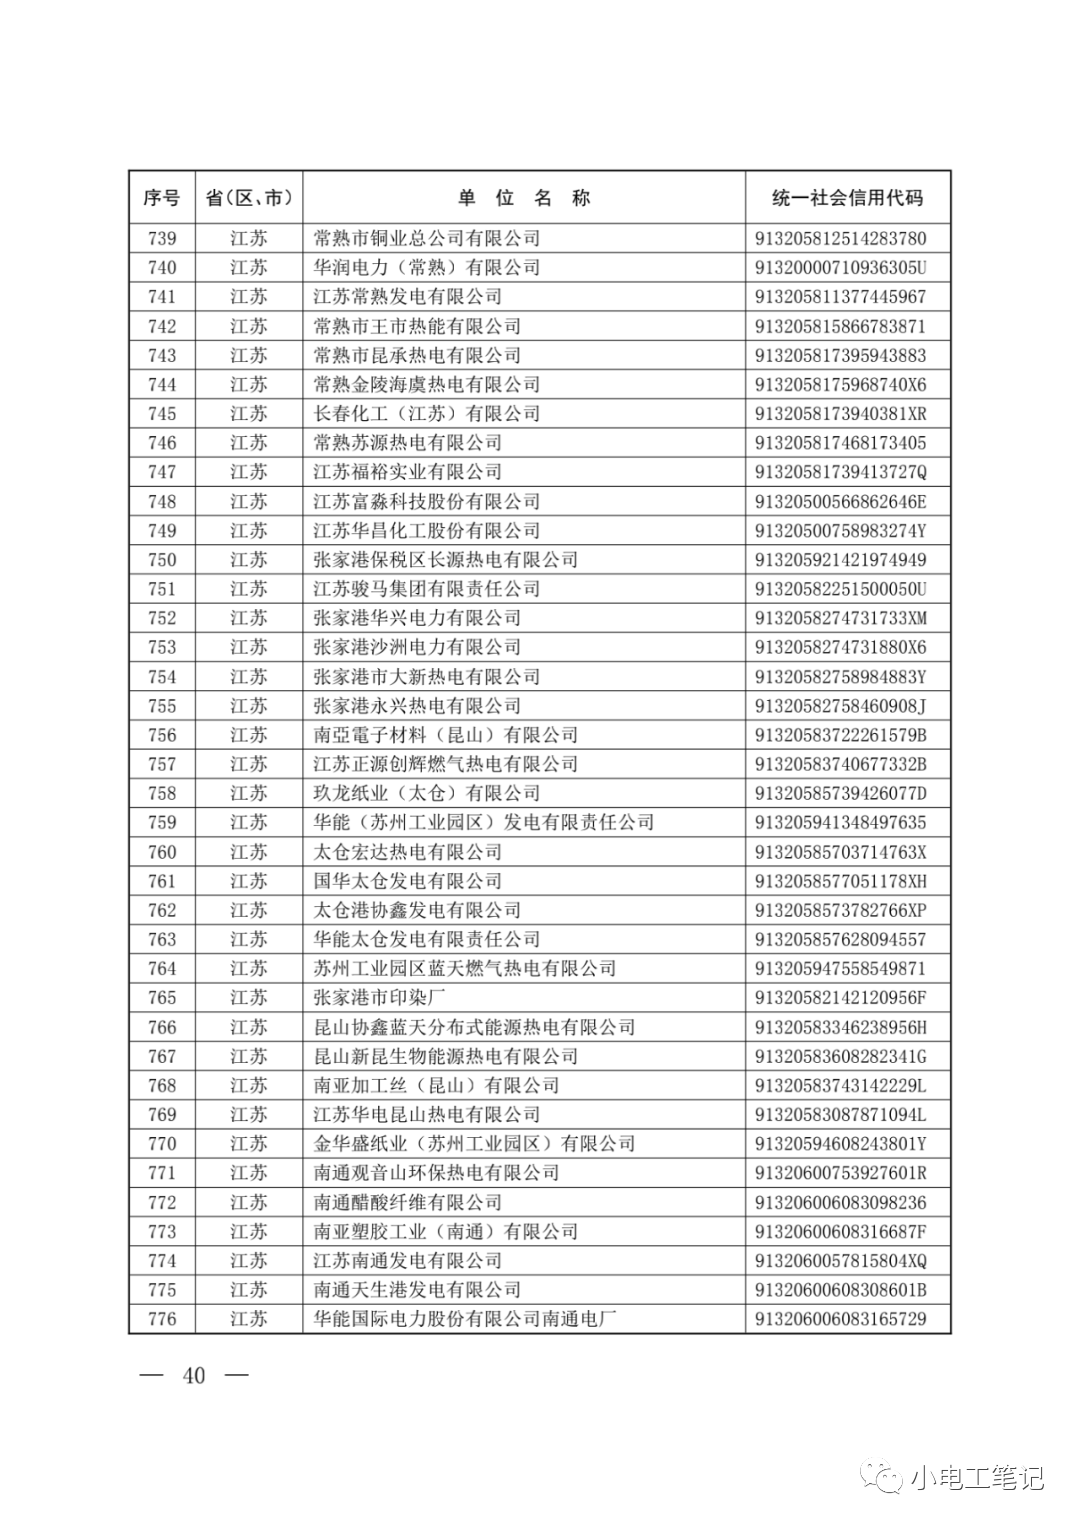 序号 省(区、市) 单位名称 统一社会信用代码
739 江苏 常熟市铜业总公司有限公司 913205812514283780
740 江苏 华润电力（常熟）有限公司 91320000710936305U
741 江苏 江苏常熟发电有限公司 913205811377445967
742 江苏 常熟市王市热能有限公司 913205815866783871
743 江苏 常熟市昆承热电有限公司 913205817395943883
744 江苏 常熟金陵海虞热电有限公司 9132058175968740X6
745 江苏 长春化工（江苏）有限公司 9132058173940381XR
746 江苏 常熟苏源热电有限公司 913205817468173405
747 江苏 江苏福裕实业有限公司 91320581739413727Q
748 江苏 江苏富淼科技股份有限公司 91320500566862646E
749 江苏 江苏华昌化工股份有限公司 91320500758983274Y
750 江苏 张家港保税区长源热电有限公司 913205921421974949
751 江苏 江苏骏马集团有限责任公司 91320582251500050U
752 江苏 张家港华兴电力有限公司 9132058274731733XM
753 江苏 张家港沙洲电力有限公司 9132058274731880X6
754 江苏 张家港市大新热电有限公司 91320582758984883Y
755 江苏 张家港永兴热电有限公司 91320582758460908J
756 江苏 南亞電子材料（昆山）有限公司 91320583722261579B
757 江苏 江苏正源创辉燃气热电有限公司 91320583740677332B
758 江苏 玖龙纸业（太仓）有限公司 91320585739426077D
759 江苏 华能（苏州工业园区）发电有限责任公司 913205941348497635
760 江苏 太仓宏达热电有限公司 91320585703714763X
761 江苏 国华太仓发电有限公司 9132058577051178XH
762 江苏 太仓港协鑫发电有限公司 9132058573782766XP
763 江苏 华能太仓发电有限责任公司 913205857628094557
764 江苏 苏州工业园区蓝天燃气热电有限公司 913205947558549871
765 江苏 张家港市印染厂 91320582142120956F
766 江苏 昆山协鑫蓝天分布式能源热电有限公司 91320583346238956H
767 江苏 昆山新昆生物能源热电有限公司 91320583608282341G
768 江苏 南亚加工丝（昆山）有限公司 91320583743142229L
769 江苏 江苏华电昆山热电有限公司 91320583087871094L
770 江苏 金华盛纸业（苏州工业园区）有限公司 91320594608243801Y
771 江苏 南通观音山环保热电有限公司 91320600753927601R
772 江苏 南通醋酸纤维有限公司 913206006083098236
773 江苏 南亚塑胶工业（南通）有限公司 91320600608316687F
774 江苏 江苏南通发电有限公司 9132060057815804XQ
775 江苏 南通天生港发电有限公司 91320600608308601B
776 江苏 华能国际电力股份有限公司南通电厂 913206006083165729
— 40 —
小电工笔记